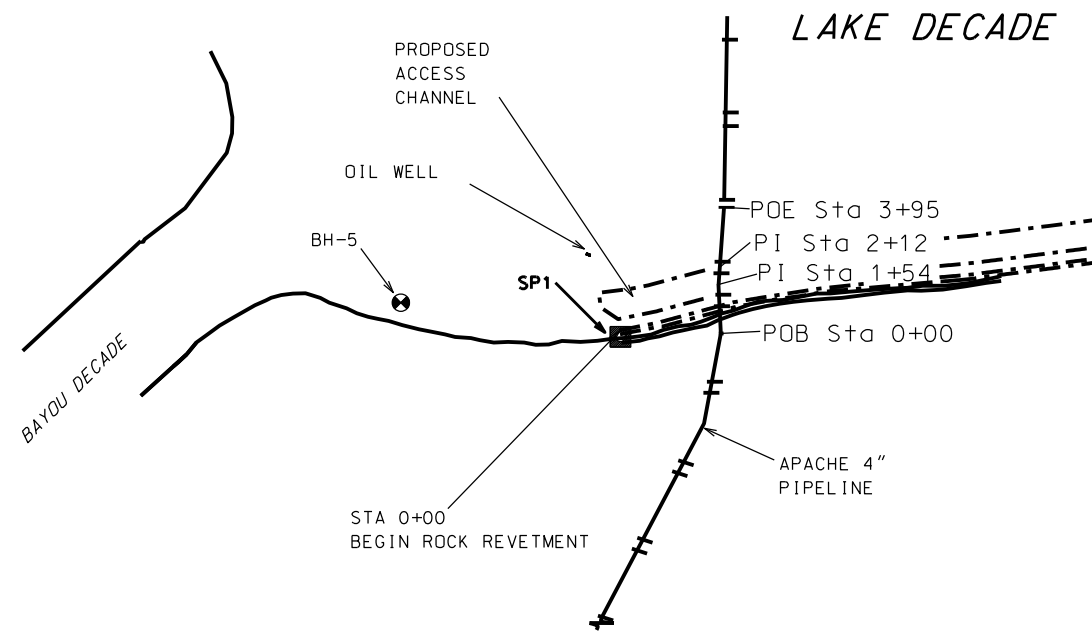 LAKE DECADE
PROPOSED
ACCESS
CHANNEL
OIL WELL
POE Sta 3+95
BH-5
PI Sta 2+12
PI Sta 1+54
SP1
POB Sta 0+00
BAYOU DECADE
APACHE 4"
PIPELINE
STA 0+00
BEGIN ROCK REVETMENT